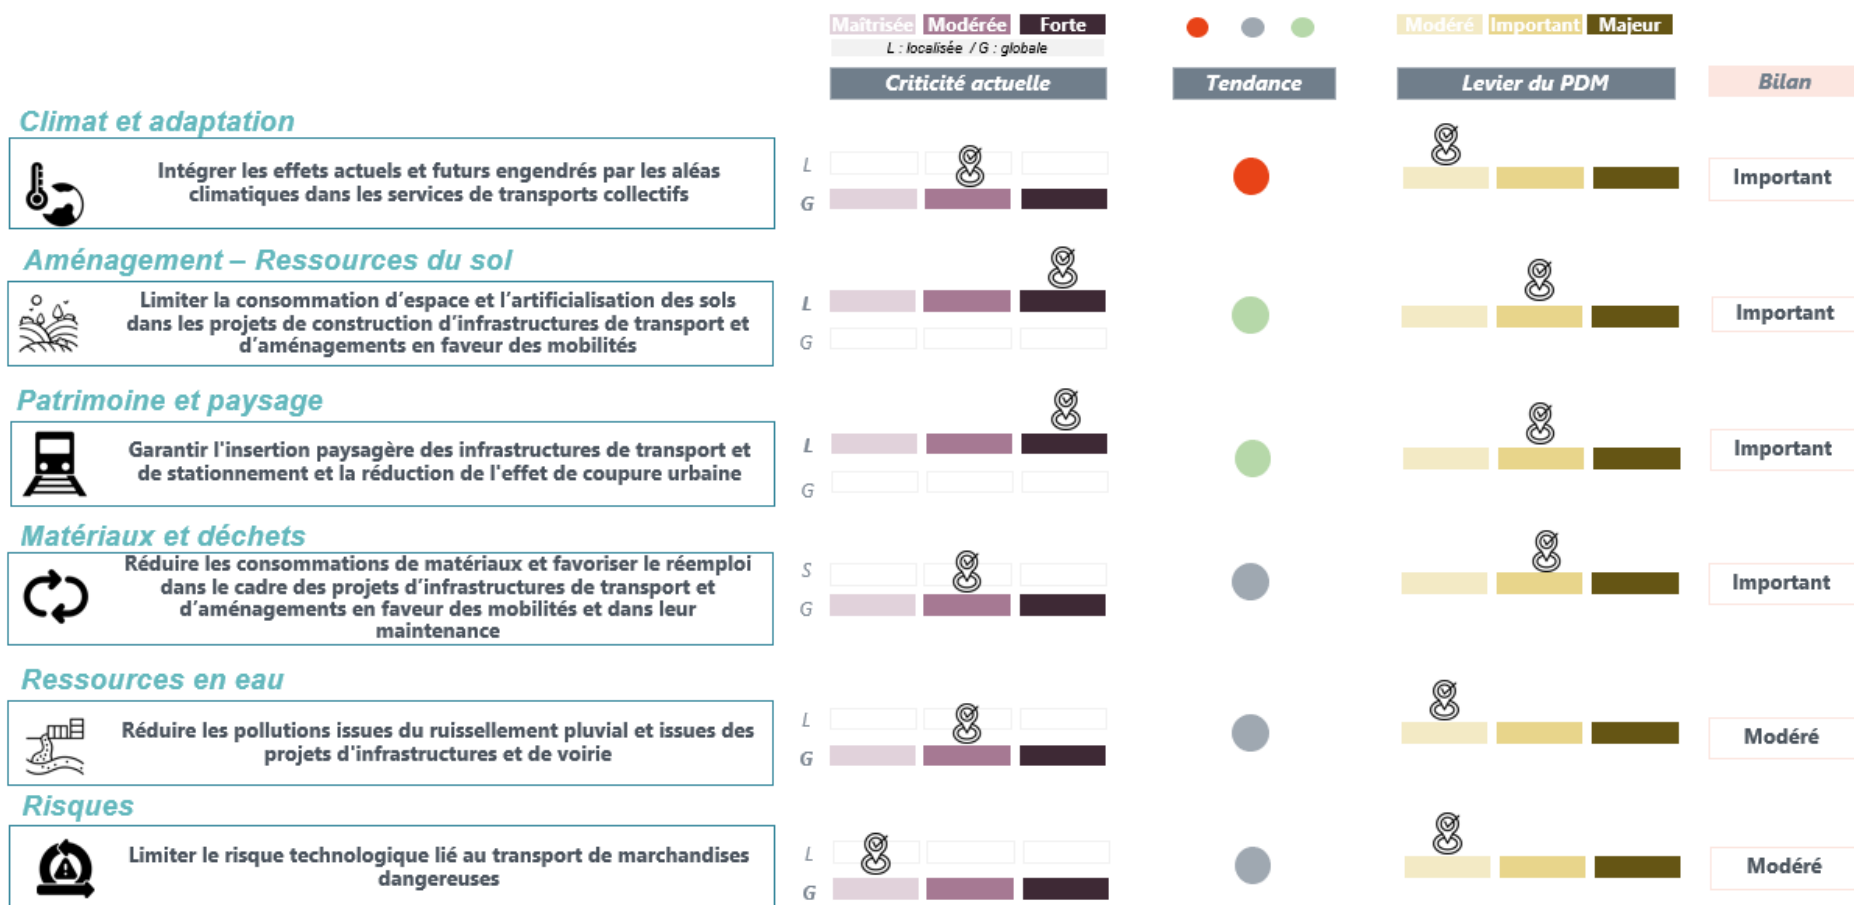 Maîtrisée Modérée Forte
L : localisée / G : globale
Modéré Important Majeur
Criticité actuelle
Tendance
Levier du PDM
Bilan
Climat et adaptation
Intégrer les effets actuels et futurs engendrés par les aléas
climatiques dans les services de transports collectifs
L
G
Important
Aménagement – Ressources du sol
Limiter la consommation d'espace et l'artificialisation des sols
dans les projets de construction d'infrastructures de transport et
d'aménagements en faveur des mobilités
L
G
Important
Patrimoine et paysage
Garantir l'insertion paysagère des infrastructures de transport et
de stationnement et la réduction de l'effet de coupure urbaine
L
G
Important
Matériaux et déchets
Réduire les consommations de matériaux et favoriser le réemploi
dans le cadre des projets d'infrastructures de transport et
d'aménagements en faveur des mobilités et dans leur
maintenance
S
G
Important
Ressources en eau
Réduire les pollutions issues du ruissellement pluvial et issues des
projets d'infrastructures et de voirie
L
G
Modéré
Risques
Limiter le risque technologique lié au transport de marchandises
dangereuses
L
G
Modéré